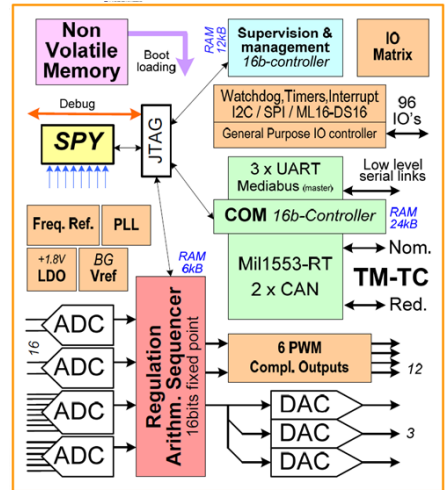 Non
Volatile
Memory
Boot
loading
RAM
12kB
Supervision &
management
16b-controller
IO
Matrix
Debug
SPY
JTAG
Watchdog,Timers,Interrupt
I2C / SPI / ML16-DS16
General Purpose IO controller
96
IO's
3 x UART
Mediabus (master)
Low level
serial links
COM 16b-Controller
RAM
24kB
Freq. Ref.
PLL
+1.8V
LDO
BG
Vref
RAM
6kB
Mil1553-RT
2 x CAN
Nom.
TM-TC
Red.
16
ADC
ADC
ADC
ADC
Regulation
Arithm. Sequencer
16bits fixed point
6 PWM
Compl. Outputs
12
DAC
DAC
DAC
3